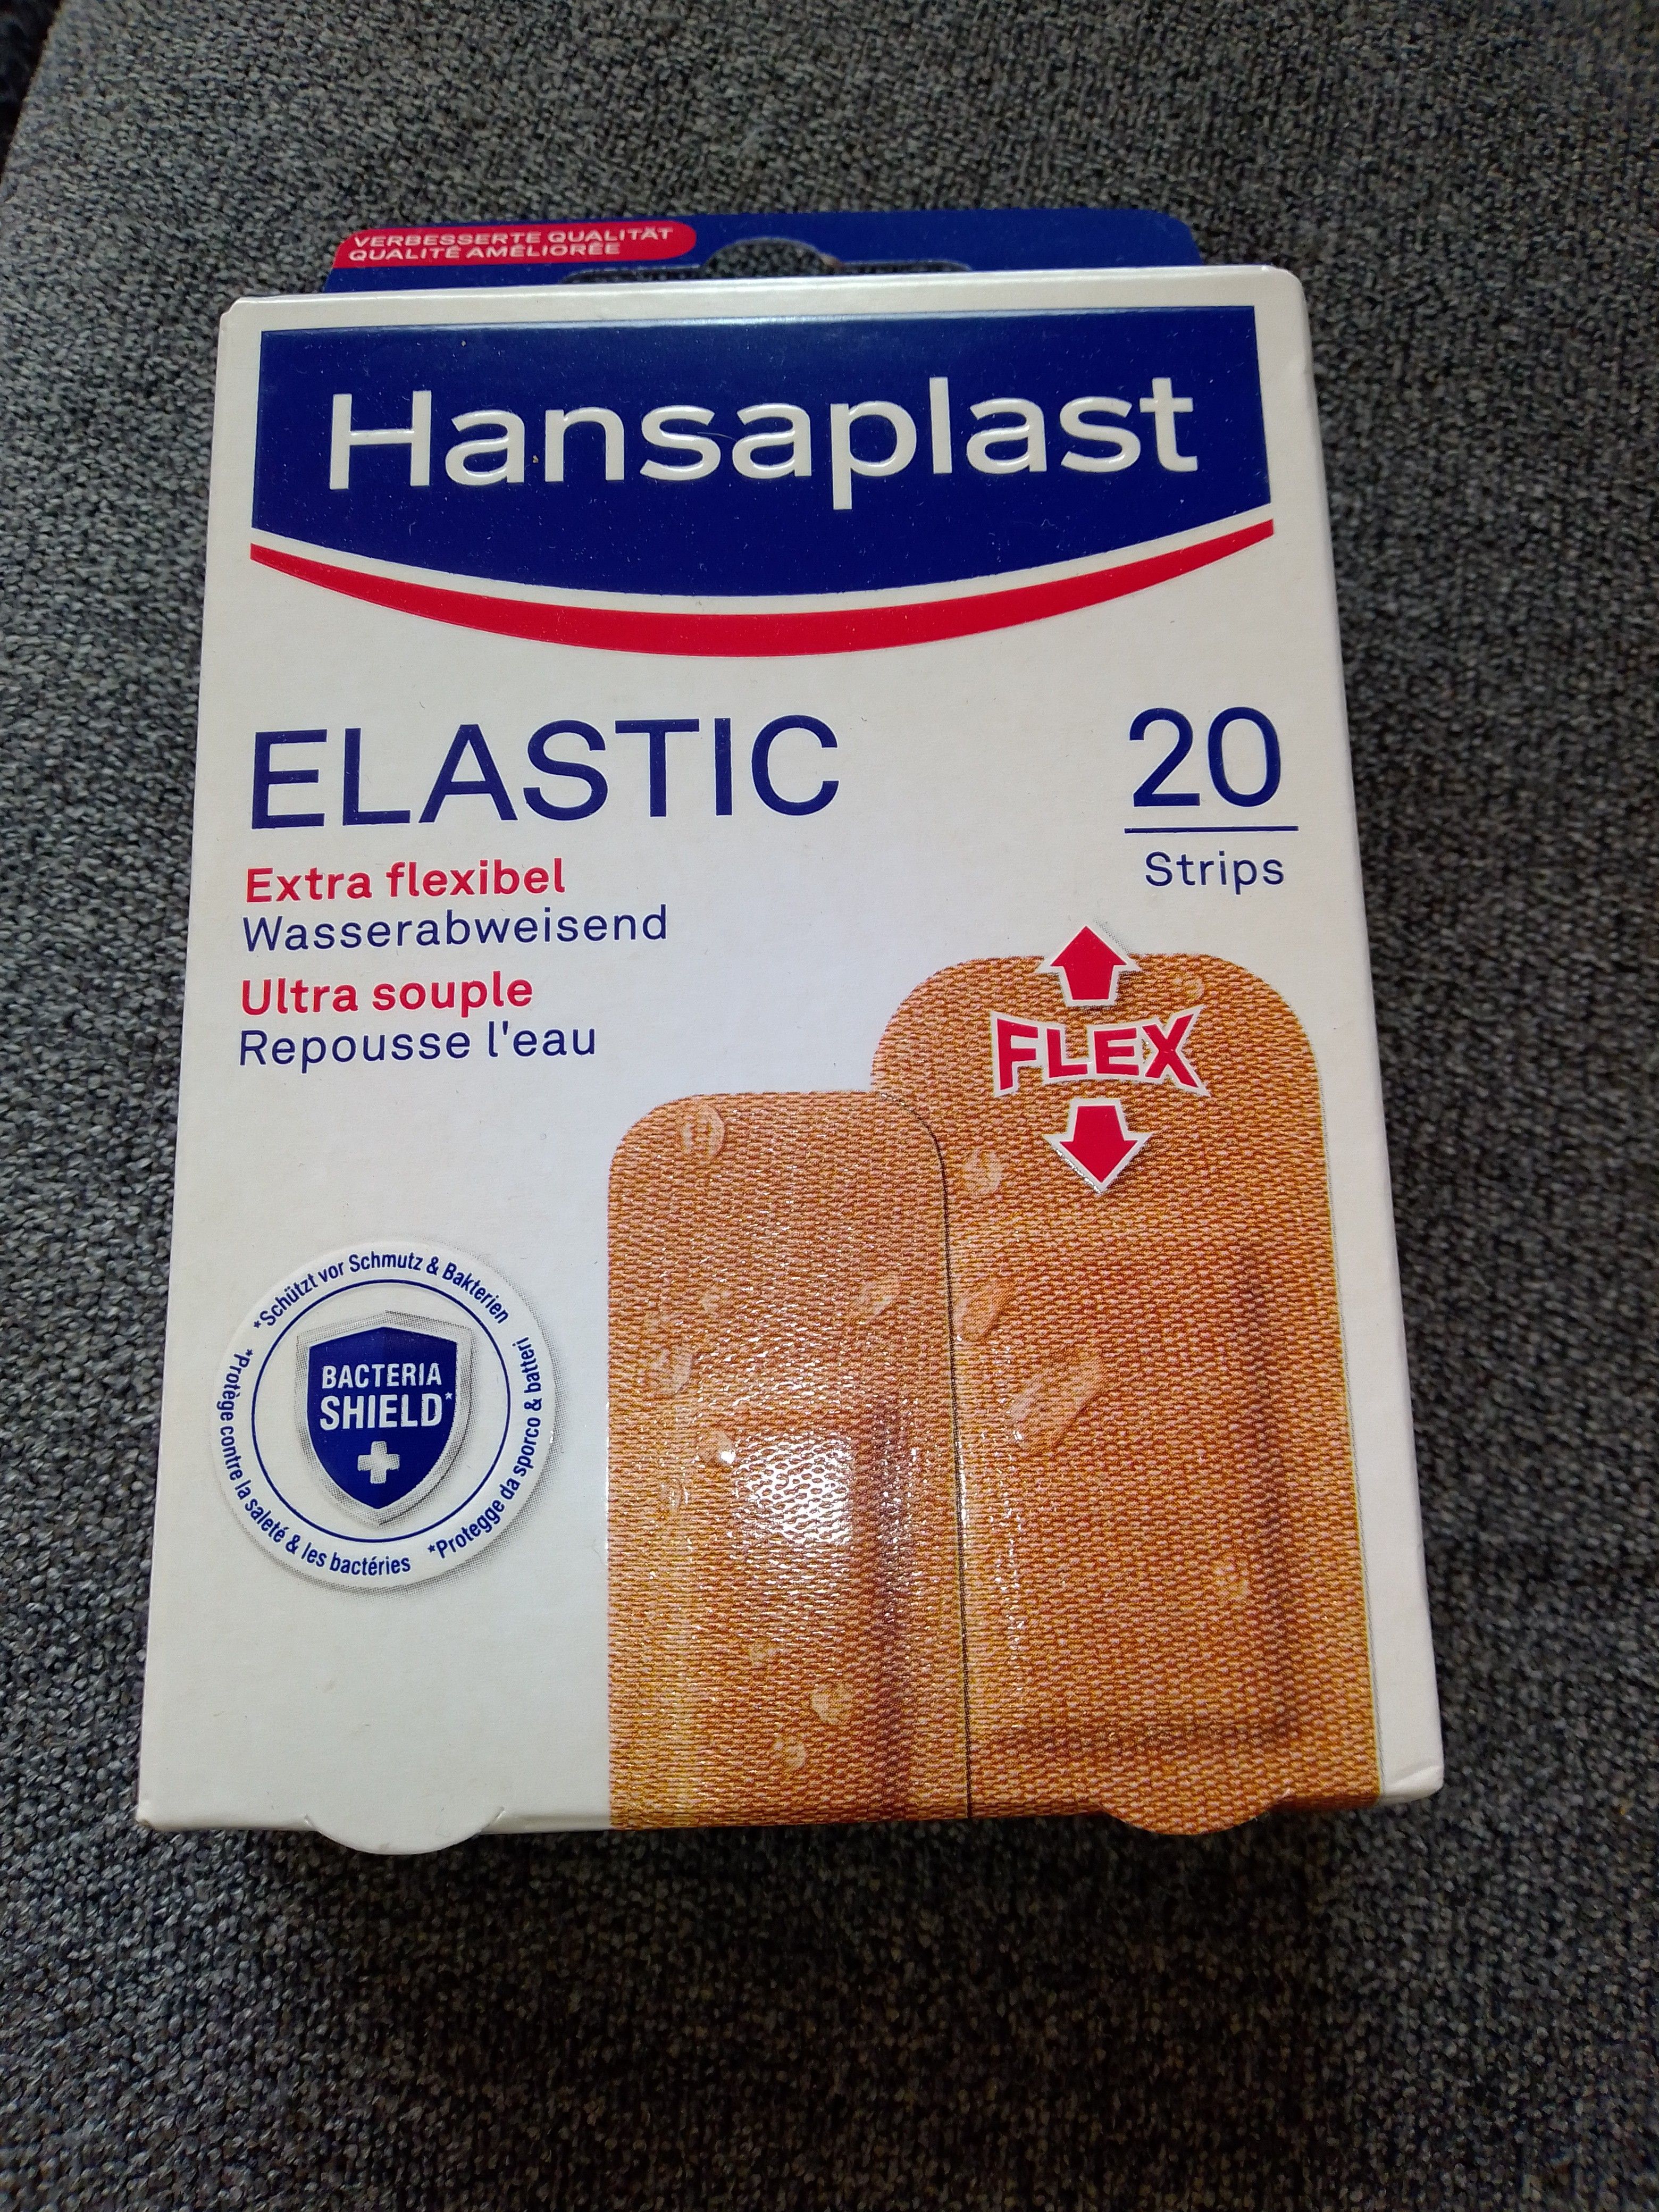 VERBESSERTE QUALITÄT
QUALITÉ AMÉLIORÉE
Hansaplast
ELASTIC
20
Strips
Extra flexibel
Wasserabweisend
Ultra souple
Repousse l'eau
FLEX
*Schützt vor Schmutz & Bakterien
*Protège contre la saleté & les bactéries
*Protegge da sporco & batteri
BACTERIA
SHIELD*